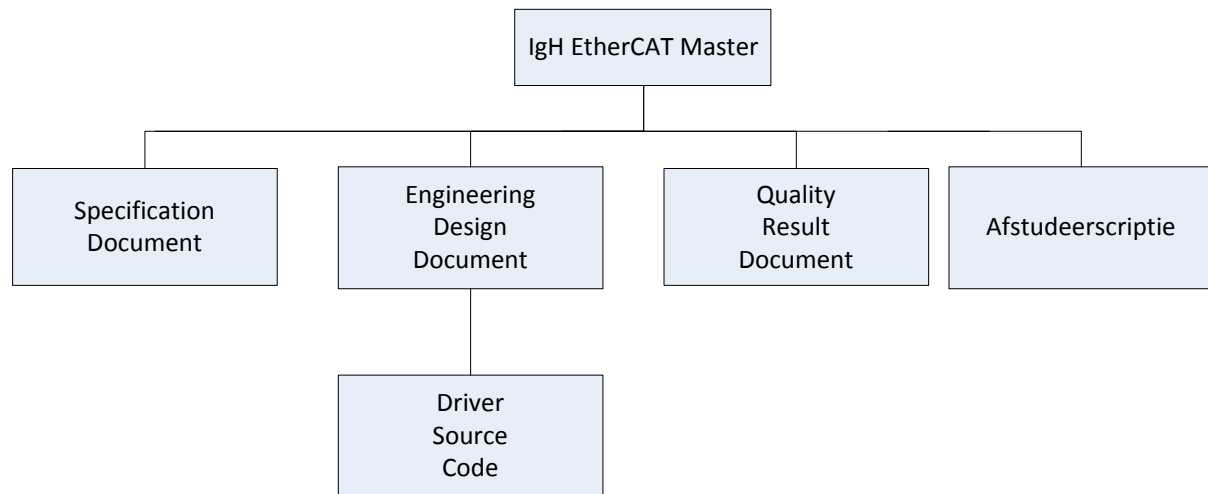 IgH EtherCAT Master
Specification
Document
Engineering
Design
Document
Quality
Result
Document
Afstudeerscriptie
Driver
Source
Code